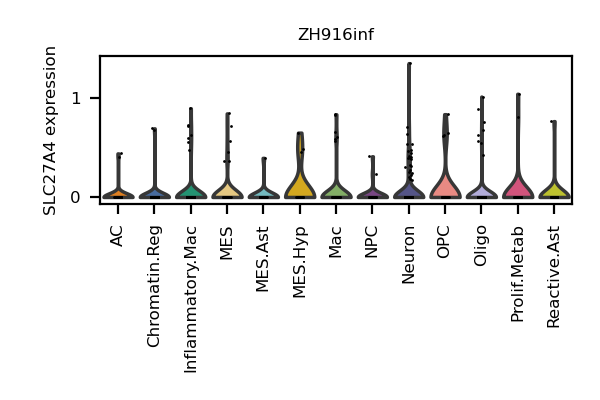 ZH916inf
SLC27A4 expression
1
0
AC
Chromatin.Reg
Inflammatory.Mac
MES
MES.Ast
MES.Hyp
Mac
NPC
Neuron
OPC
Oligo
Prolif.Metab
Reactive.Ast